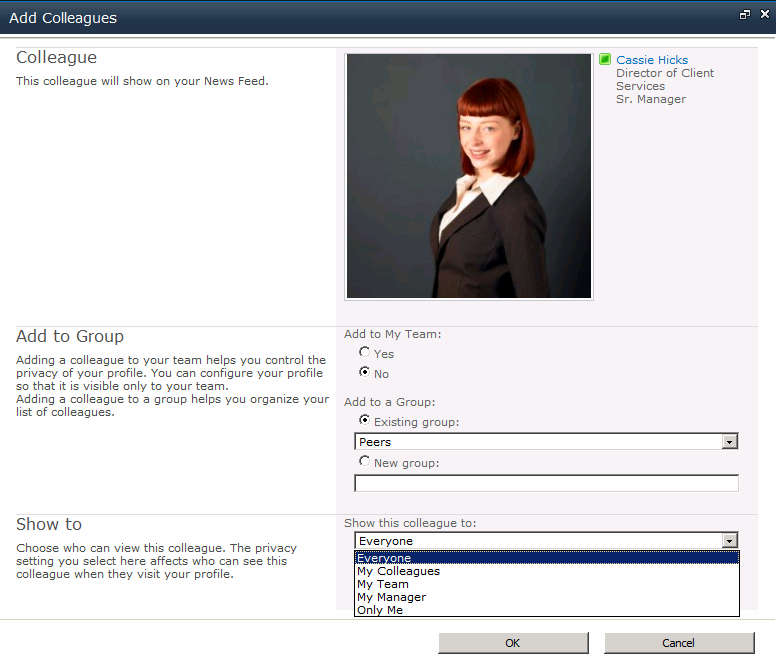 Add Colleagues
Colleague
This colleague will show on your News Feed.
Cassie Hicks
Director of Client
Services
Sr. Manager
Add to Group
Adding a colleague to your team helps you control the
privacy of your profile. You can configure your profile
so that it is visible only to your team.
Adding a colleague to a group helps you organize your
list of colleagues.
Add to My Team:
Yes
No
Add to a Group:
Existing group:
Peers
New group:
Show to
Choose who can view this colleague. The privacy
setting you select here affects who can see this
colleague when they visit your profile.
Show this colleague to:
Everyone
Everyone
My Colleagues
My Team
My Manager
Only Me
OK
Cancel